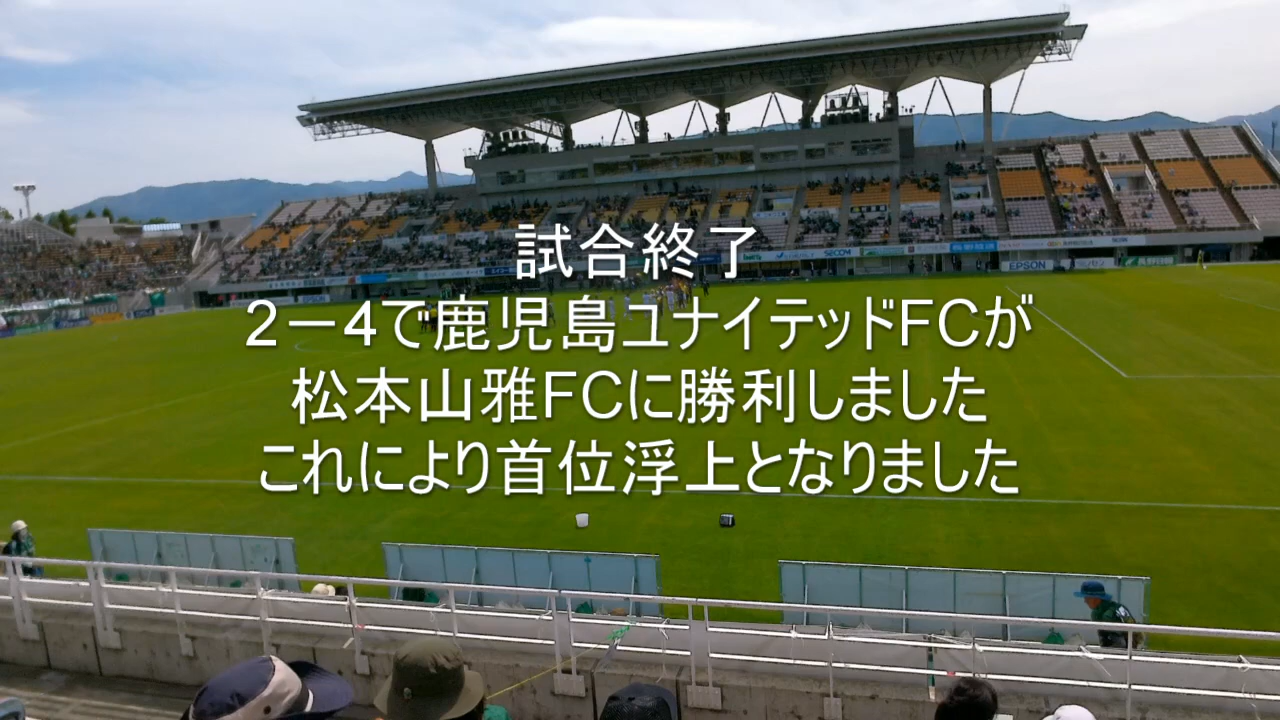 試合終了
2－4で鹿児島ユナイテッドFCが
松本山雅FCに勝利しました
これにより首位浮上となりました
SECOM
EPSON